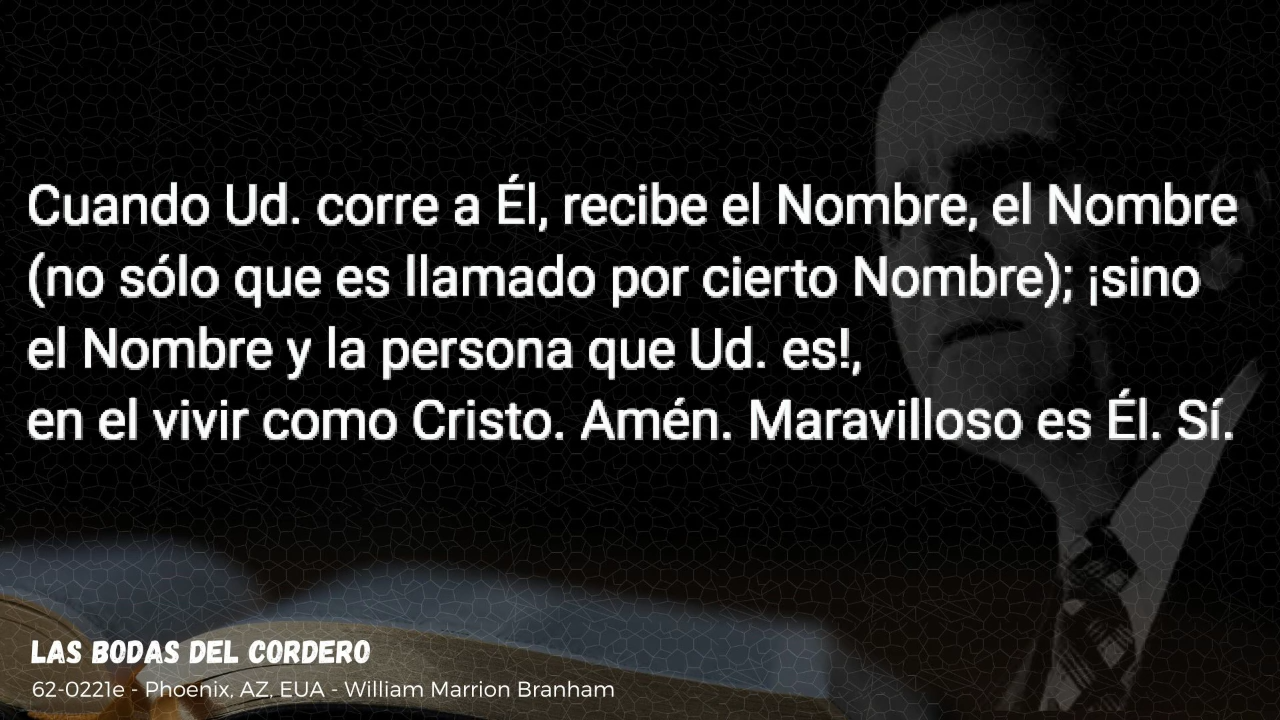 Cuando Ud. corre a Él, recibe el Nombre, el Nombre
(no sólo que es llamado por cierto Nombre); ¡sino
el Nombre y la persona que Ud. es!,
en el vivir como Cristo. Amén. Maravilloso es Él. Sí.
LAS BODAS DEL CORDERO
62-0221e - Phoenix, AZ, EUA - William Marrion Branham